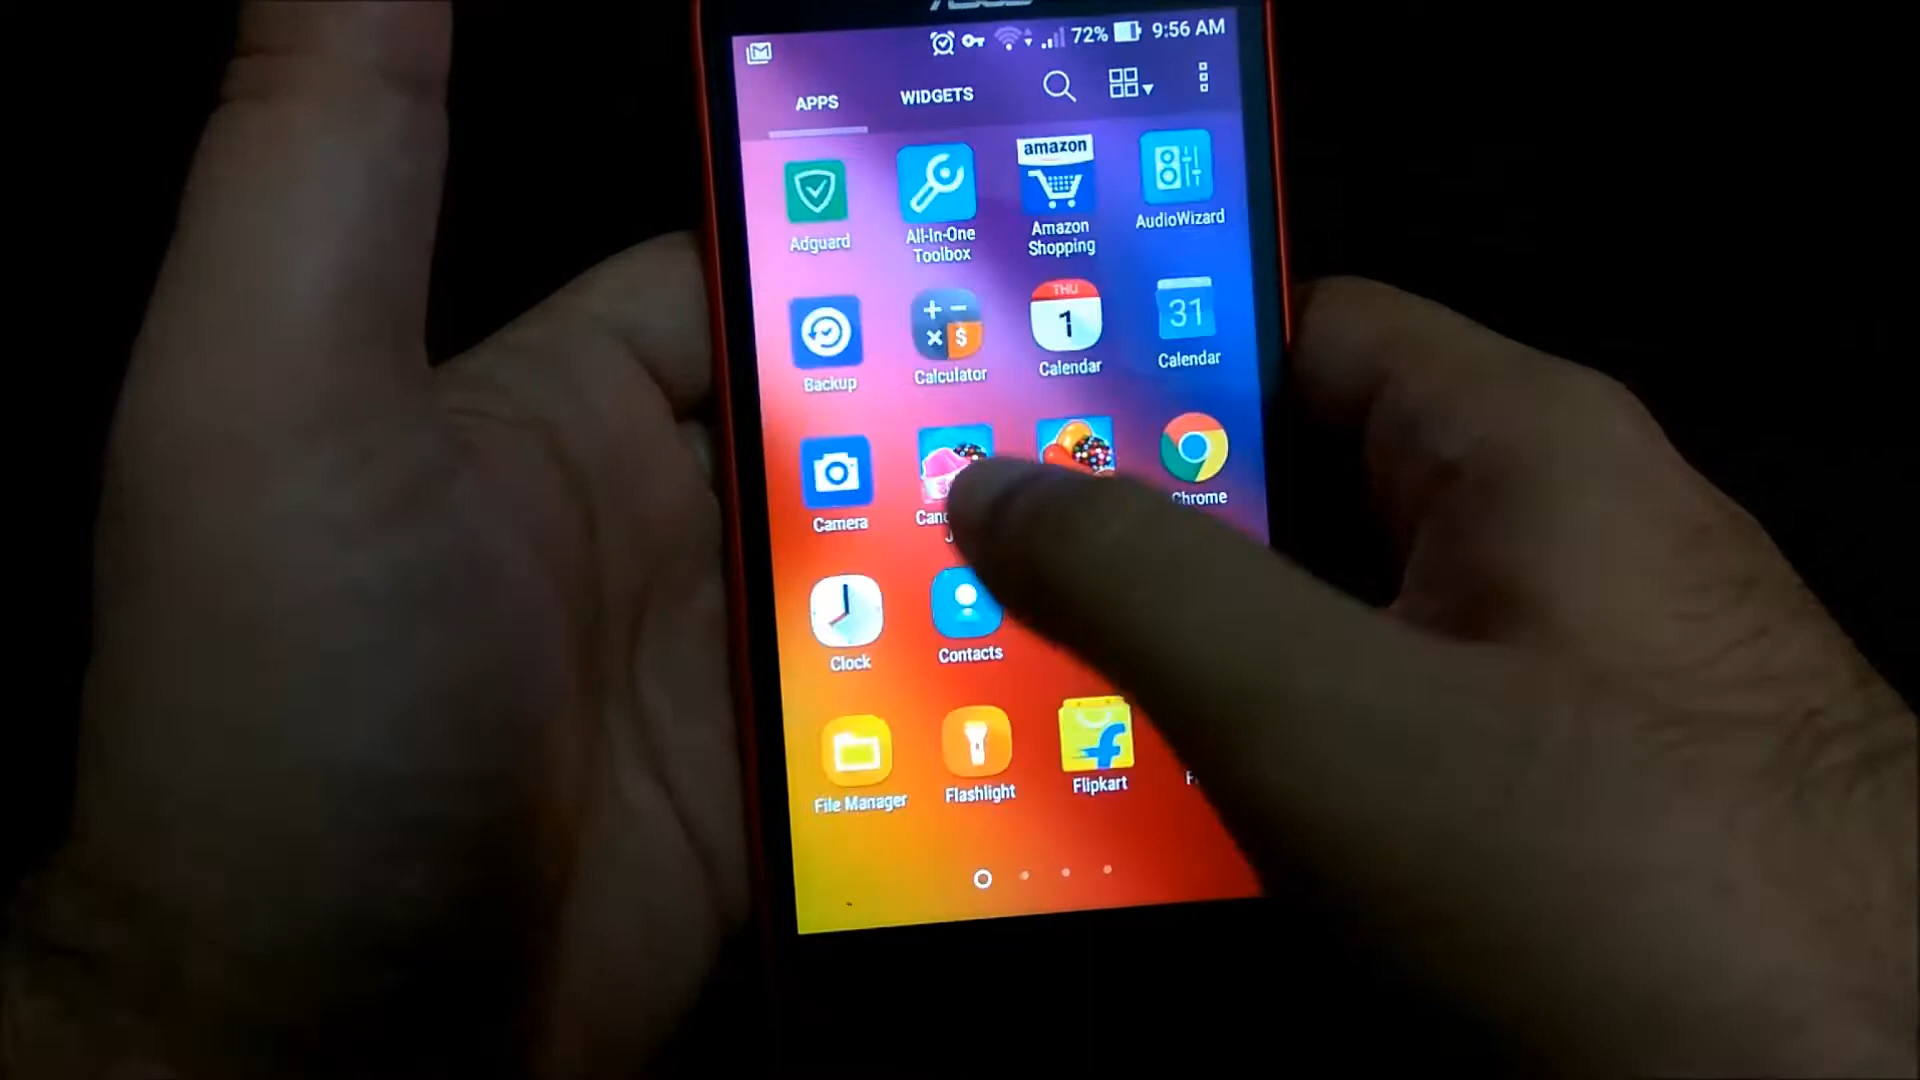 ASUS
72% 9:56 AM
APPS WIDGETS
amazon
Adguard
All-In-One
Toolbox
Amazon
Shopping
AudioWizard
THU
1
31
Backup
Calculator
Calendar
Calendar
Camera
Chrome
Clock
Contacts
File Manager
Flashlight
Flipkart